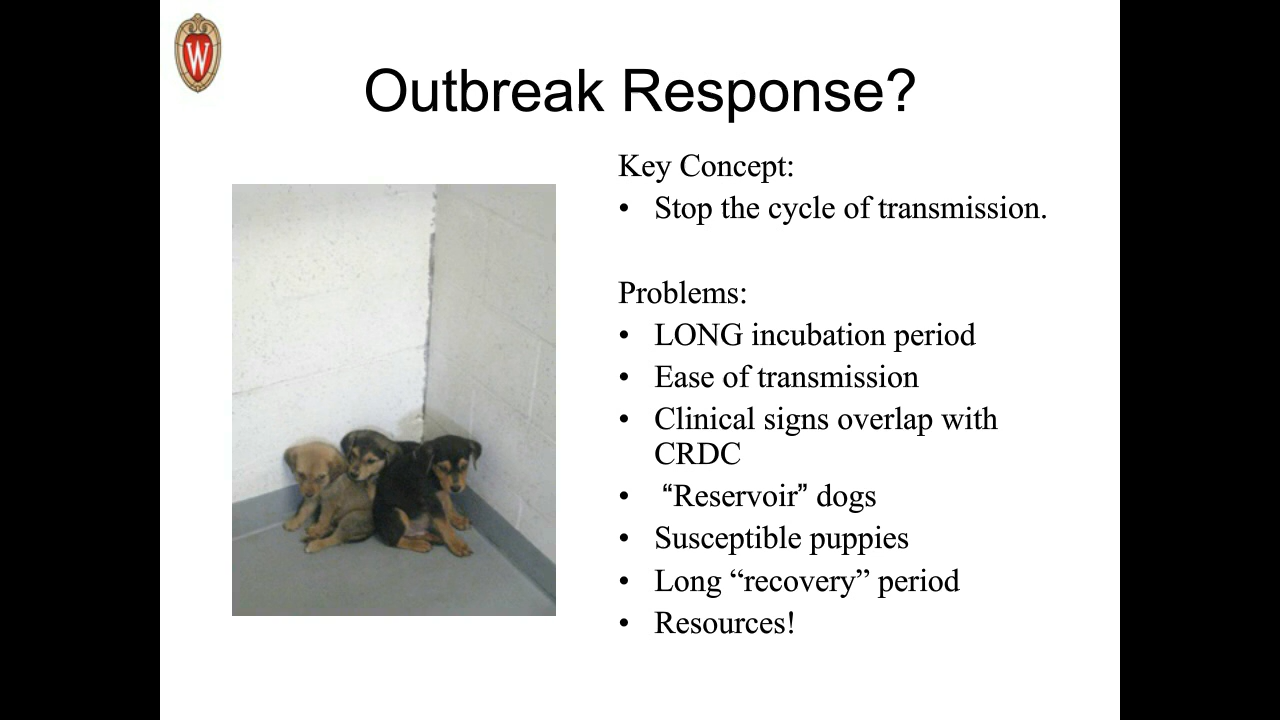 W
Outbreak Response?
Key Concept:
• Stop the cycle of transmission.
Problems:
• LONG incubation period
• Ease of transmission
• Clinical signs overlap with
CRDC
• “Reservoir” dogs
• Susceptible puppies
• Long “recovery” period
• Resources!